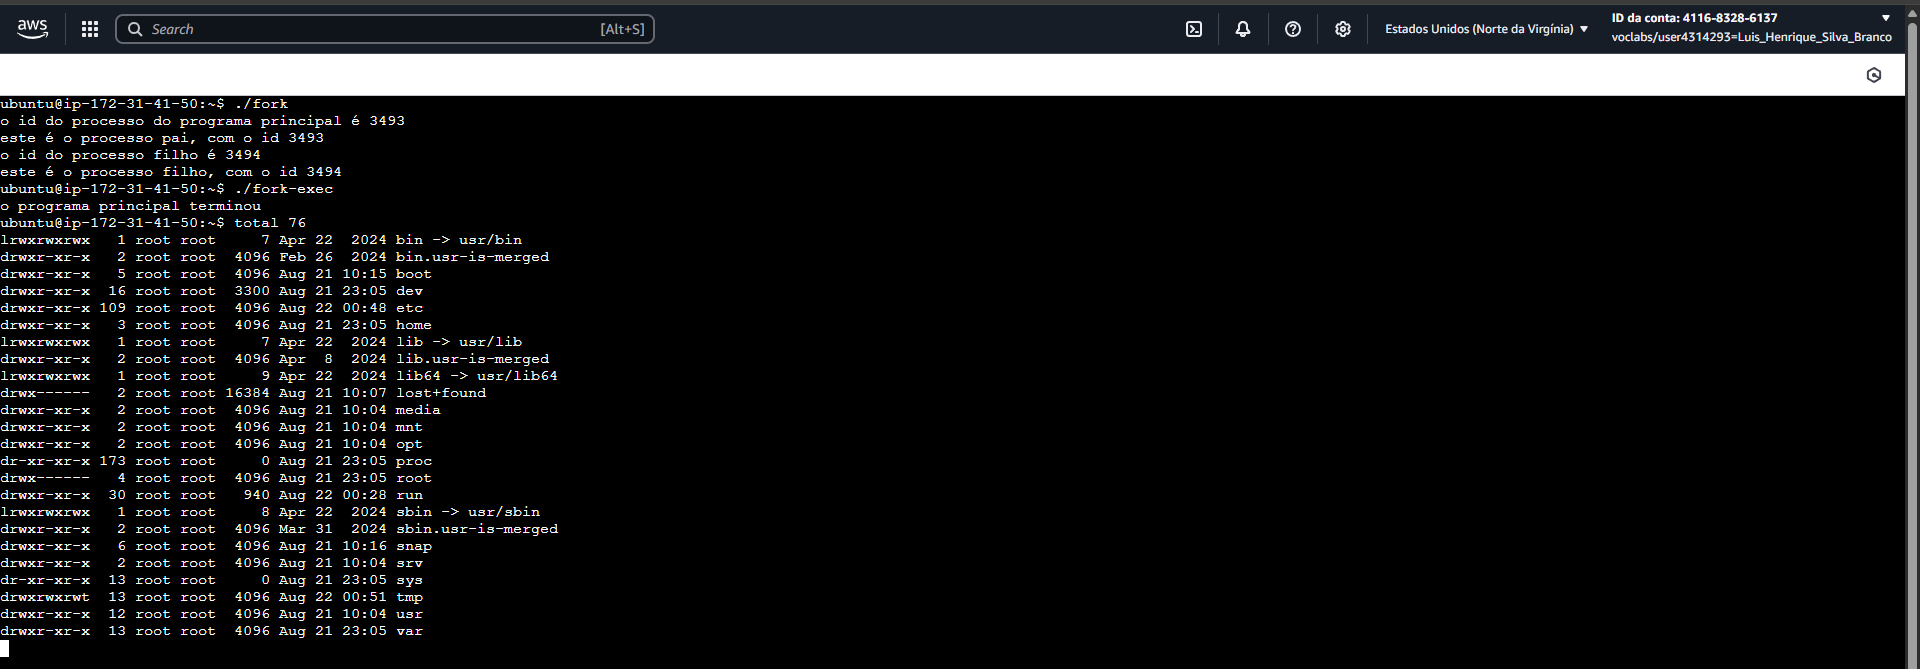 aws
Search
[Alt+S]
Estados Unidos (Norte da Virgínia)
ID da conta: 4116-8328-6137
voclabs/user4314293=Luis_Henrique_Silva_Branco
ubuntu@ip-172-31-41-50:~$ ./fork
o id do processo do programa principal é 3493
este é o processo pai, com o id 3493
o id do processo filho é 3494
este é o processo filho, com o id 3494
ubuntu@ip-172-31-41-50:~$ ./fork-exec
o programa principal terminou
ubuntu@ip-172-31-41-50:~$ total 76
lrwxrwxrwx   1 root root     7 Apr 22  2024 bin -> usr/bin
drwxr-xr-x   2 root root  4096 Feb 26  2024 bin.usr-is-merged
drwxr-xr-x   5 root root  4096 Aug 21 10:15 boot
drwxr-xr-x  16 root root  3300 Aug 21 23:05 dev
drwxr-xr-x 109 root root  4096 Aug 22 00:48 etc
drwxr-xr-x   3 root root  4096 Aug 21 23:05 home
lrwxrwxrwx   1 root root     7 Apr 22  2024 lib -> usr/lib
drwxr-xr-x   2 root root  4096 Apr  8  2024 lib.usr-is-merged
lrwxrwxrwx   1 root root     9 Apr 22  2024 lib64 -> usr/lib64
drwx------   2 root root 16384 Aug 21 10:07 lost+found
drwxr-xr-x   2 root root  4096 Aug 21 10:04 media
drwxr-xr-x   2 root root  4096 Aug 21 10:04 mnt
drwxr-xr-x   2 root root  4096 Aug 21 10:04 opt
dr-xr-xr-x 173 root root     0 Aug 21 23:05 proc
drwx------   4 root root  4096 Aug 21 23:05 root
drwxr-xr-x  30 root root   940 Aug 22 00:28 run
lrwxrwxrwx   1 root root     8 Apr 22  2024 sbin -> usr/sbin
drwxr-xr-x   2 root root  4096 Mar 31  2024 sbin.usr-is-merged
drwxr-xr-x   6 root root  4096 Aug 21 10:16 snap
drwxr-xr-x   2 root root  4096 Aug 21 10:04 srv
dr-xr-xr-x  13 root root     0 Aug 21 23:05 sys
drwxrwxrwt  13 root root  4096 Aug 22 00:51 tmp
drwxr-xr-x  12 root root  4096 Aug 21 10:04 usr
drwxr-xr-x  13 root root  4096 Aug 21 23:05 var